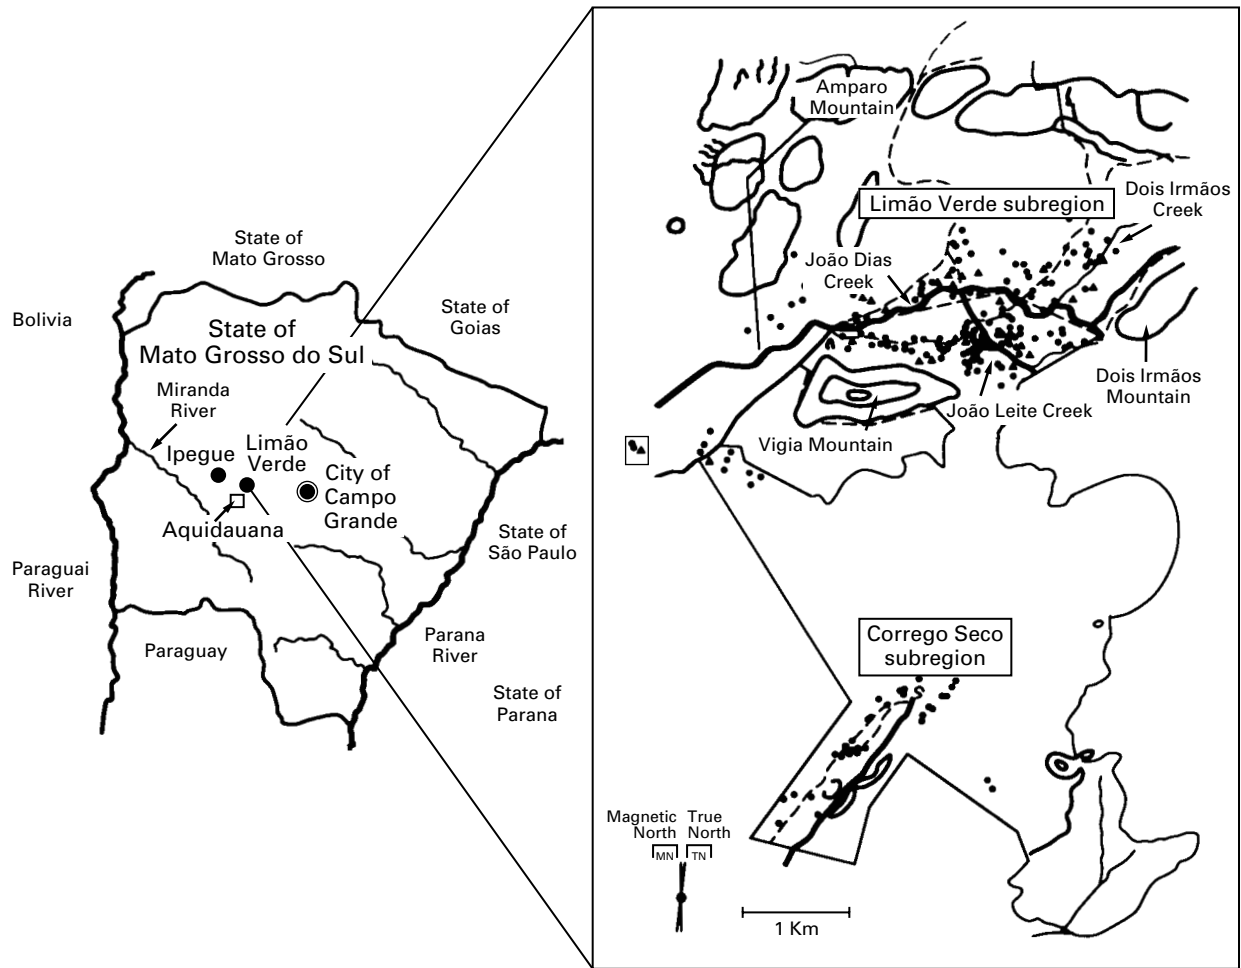 State of
Mato Grosso
Bolivia
State of
Goias
State of
Mato Grosso do Sul
Miranda
River
Ipegue
Limão
Verde
City of
Campo
Grande
Aquidauana
State of
São Paulo
Paraguai
River
Paraguay
Parana
River
State of
Parana
Amparo
Mountain
Limão Verde subregion
Dois Irmãos
Creek
João Dias
Creek
Dois Irmãos
Mountain
João Leite Creek
Vigia Mountain
Corrego Seco
subregion
Magnetic
North
True
North
MN
TN
1 Km